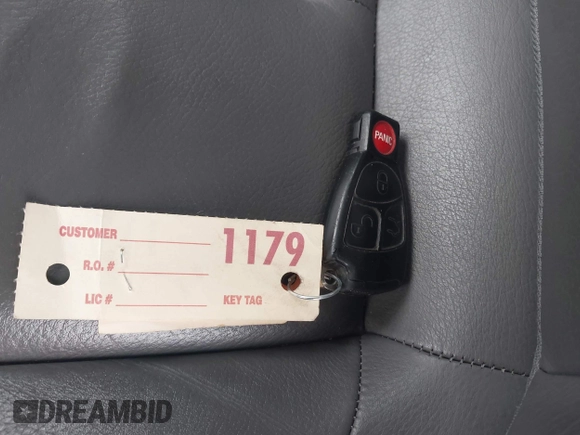 PANIC
CUSTOMER
1179
R.O. #
LIC #
KEY TAG
DREAMBID